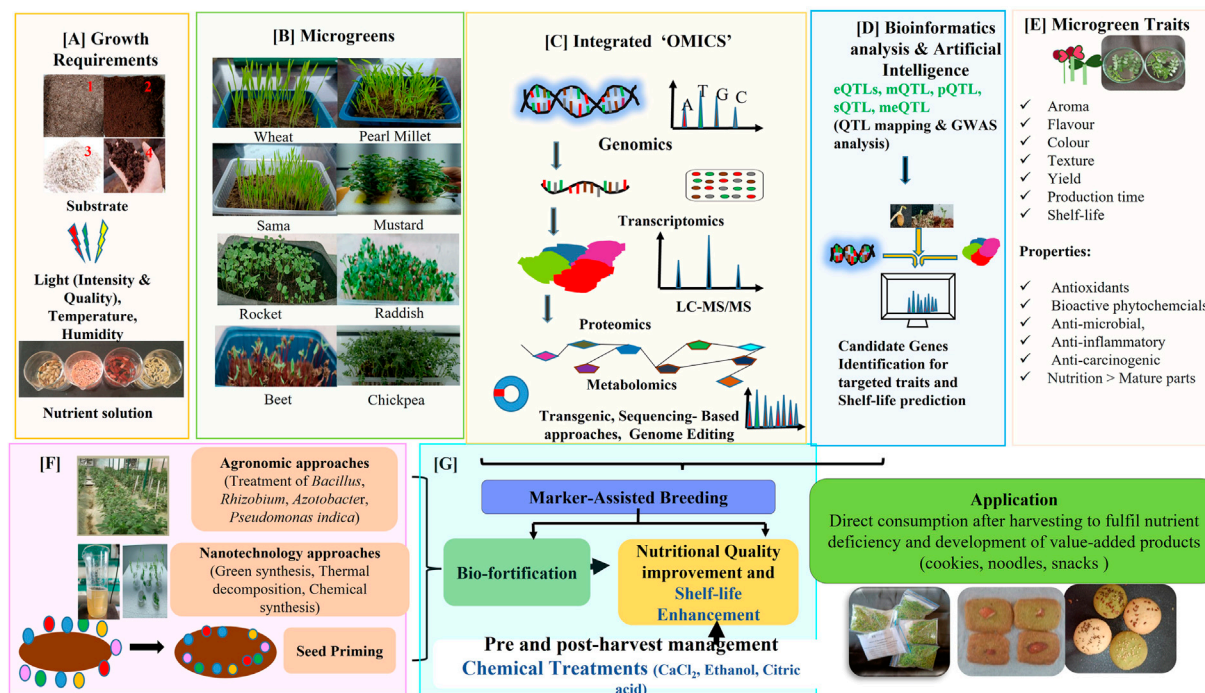 [A] Growth
Requirements
1
2
3
4
Substrate
Light (Intensity &
Quality),
Temperature,
Humidity
Nutrient solution
[B] Microgreens
Wheat
Pearl Millet
Sama
Mustard
Rocket
Raddish
Beet
Chickpea
[C] Integrated ‘OMICS’
A T G C
Genomics
Transcriptomics
LC-MS/MS
Proteomics
Metabolomics
Transgenic, Sequencing- Based
approaches, Genome Editing
[D] Bioinformatics
analysis & Artificial
Intelligence
eQTLs, mQTL, pQTL,
sQTL, meQTL
(QTL mapping & GWAS
analysis)
Candidate Genes
Identification for
targeted traits and
Shelf-life prediction
[E] Microgreen Traits
✓ Aroma
✓ Flavour
✓ Colour
✓ Texture
✓ Yield
✓ Production time
✓ Shelf-life
Properties:
✓ Antioxidants
✓ Bioactive phytochemcials
✓ Anti-microbial,
✓ Anti-inflammatory
✓ Anti-carcinogenic
✓ Nutrition > Mature parts
[F]
Agronomic approaches
(Treatment of Bacillus,
Rhizobium, Azotobacter,
Pseudomonas indica)
Nanotechnology approaches
(Green synthesis, Thermal
decomposition, Chemical
synthesis)
Seed Priming
[G]
Marker-Assisted Breeding
Bio-fortification
Nutritional Quality
improvement and
Shelf-life
Enhancement
Pre and post-harvest management
Chemical Treatments (CaCl₂, Ethanol, Citric
acid)
Application
Direct consumption after harvesting to fulfil nutrient
deficiency and development of value-added products
(cookies, noodles, snacks )